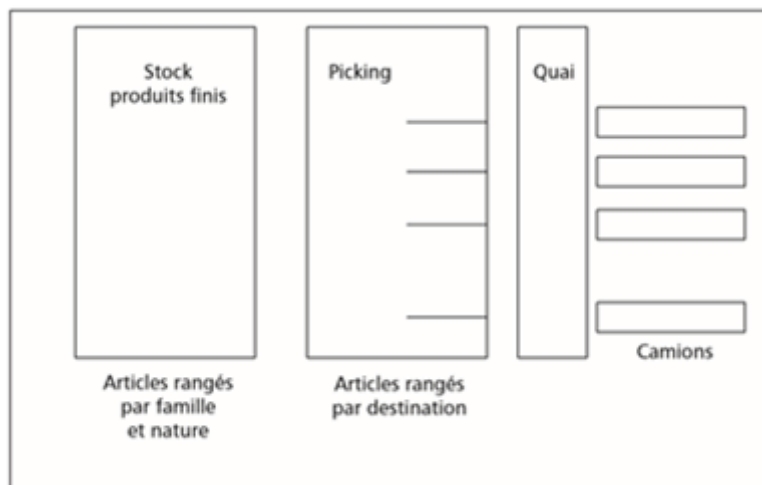 Stock
produits finis
Picking
Quai
Camions
Articles rangés
par famille
et nature
Articles rangés
par destination